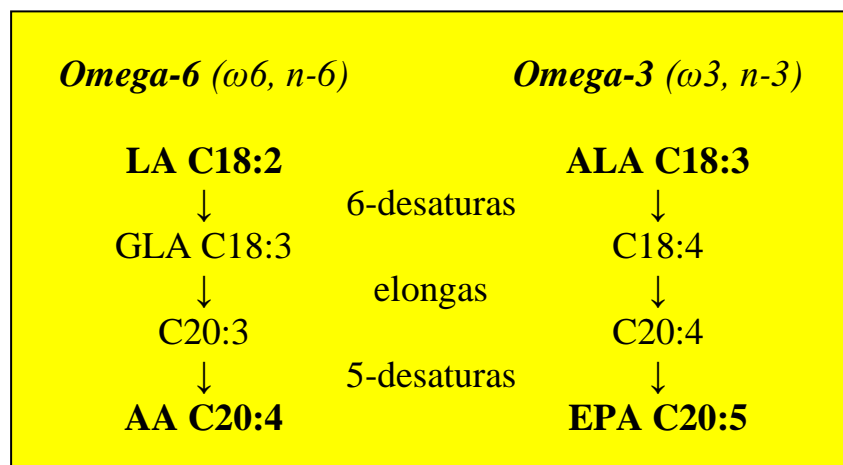 Omega-6 (ω6, n-6) Omega-3 (ω3, n-3)
LA C18:2 ALA C18:3
↓ 6-desaturas ↓
GLA C18:3 C18:4
↓ elongas ↓
C20:3 C20:4
↓ 5-desaturas ↓
AA C20:4 EPA C20:5